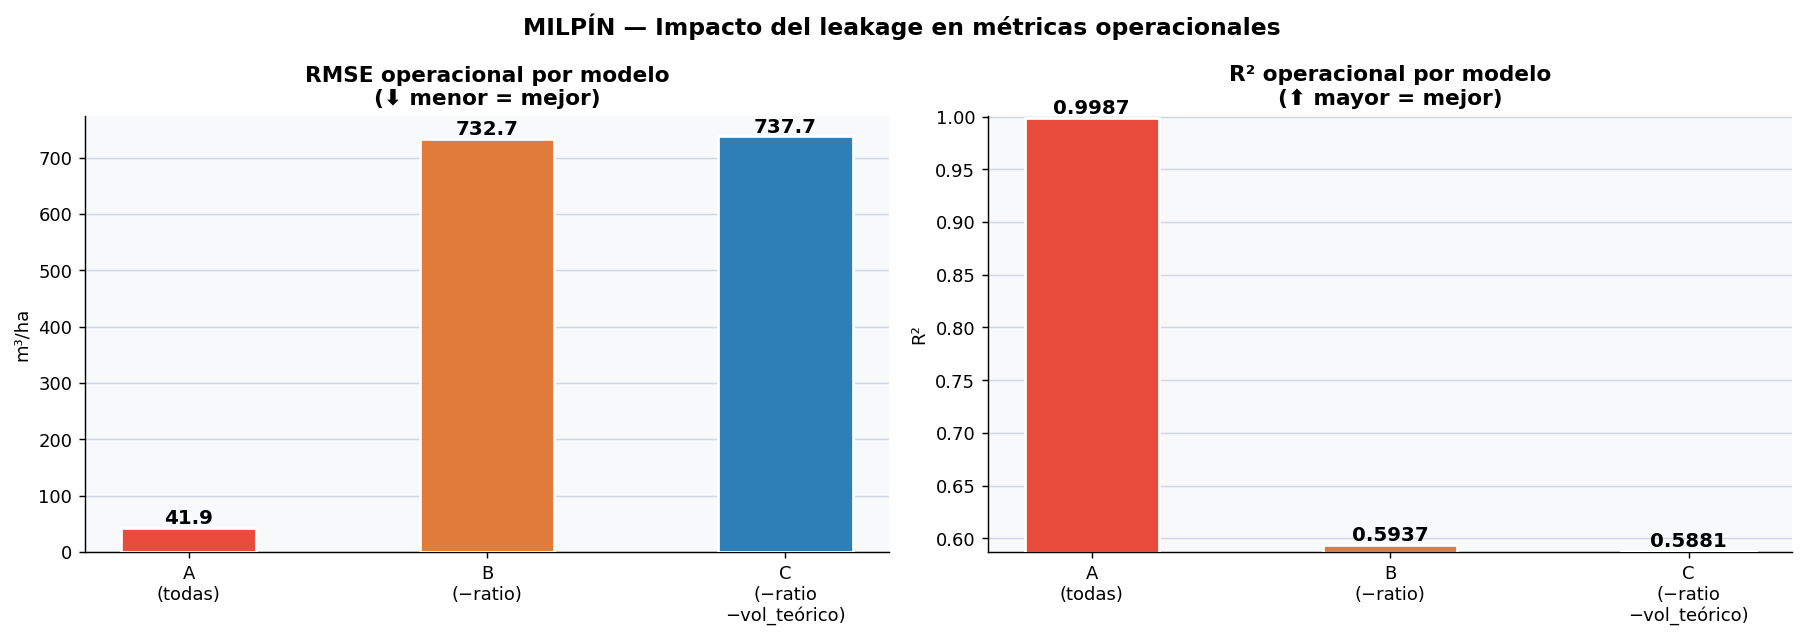 MILPÍN — Impacto del leakage en métricas operacionales
RMSE operacional por modelo
(⬇ menor = mejor)
m³/ha
700
600
500
400
300
200
100
0
41.9
732.7
737.7
A
(todas)
B
(−ratio)
C
(−ratio
−vol_teórico)
R² operacional por modelo
(⬆ mayor = mejor)
R²
1.00
0.95
0.90
0.85
0.80
0.75
0.70
0.65
0.60
0.9987
0.5937
0.5881
A
(todas)
B
(−ratio)
C
(−ratio
−vol_teórico)